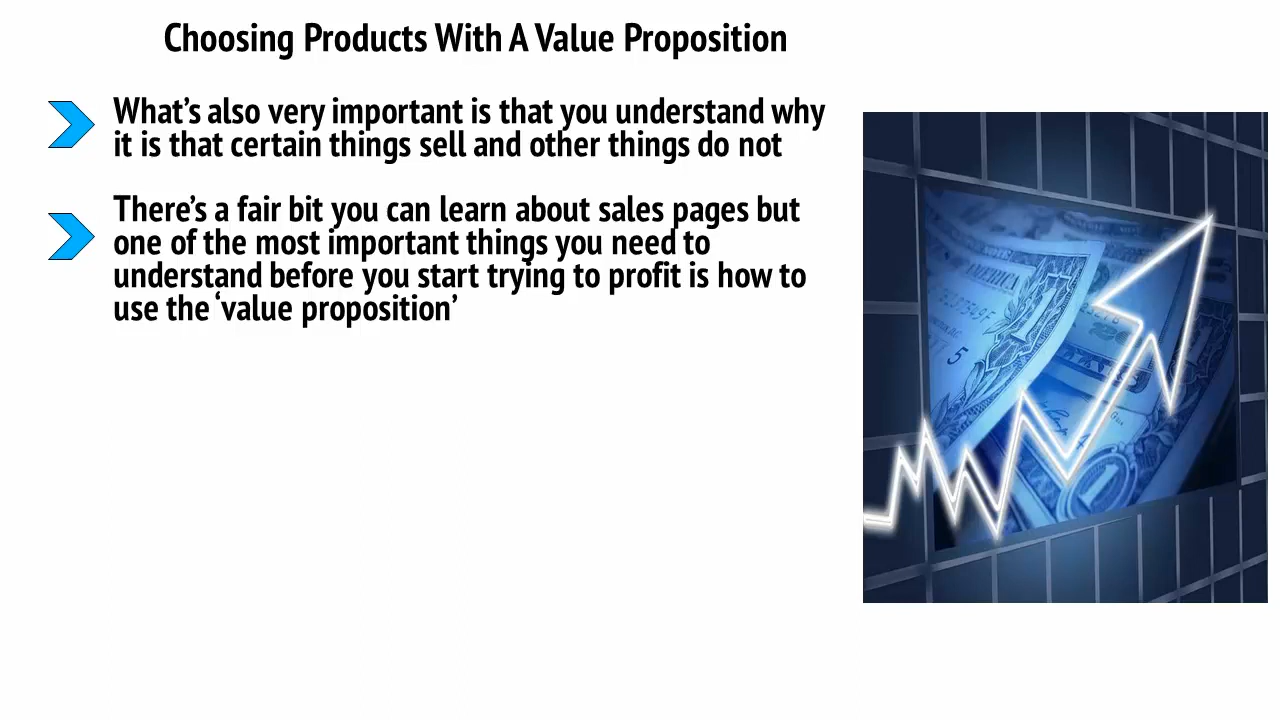 Choosing Products With A Value Proposition
What’s also very important is that you understand why
it is that certain things sell and other things do not
There’s a fair bit you can learn about sales pages but
one of the most important things you need to
understand before you start trying to profit is how to
use the ‘value proposition’